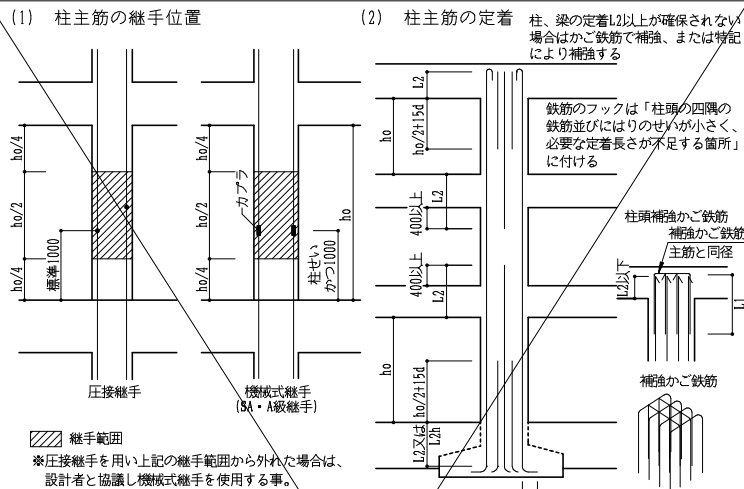 (1) 柱主筋の継手位置
ho/4
ho/2
ho/4
標準1000
圧接継手
ho/4
ho/2
ho/4
カプラ
柱せい
かつ1000
ho
機械式継手
(SA・A級継手)
継手範囲
※圧接継手を用い上記の継手範囲から外れた場合は、
設計者と協議し機械式継手を使用する事。
(2) 柱主筋の定着
柱、梁の定着L2以上が確保されない
場合はかご鉄筋で補強、または特記
により補強する
L2
ho
ho/2+15d
L2
400以上
400以上
L2
ho
ho/2+15d
L2又は
L2h
鉄筋のフックは「柱頭の四隅の
鉄筋並びにはりのせいが小さく、
必要な定着長さが不足する箇所」
に付ける
柱頭補強かご鉄筋
補強かご鉄筋
主筋と同径
L2以下
L1
補強かご鉄筋